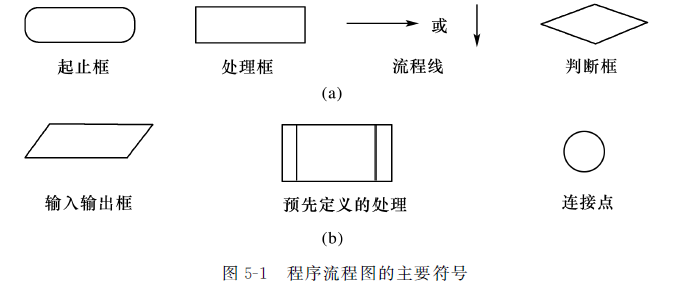 或
起止框 处理框 流程线 判断框
(a)
输入输出框 预先定义的处理 连接点
(b)
图 5-1 程序流程图的主要符号